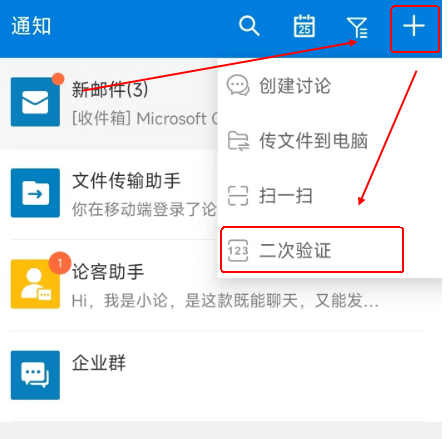 通知
25
新邮件(3)
[收件箱] Microsoft
创建讨论
传文件到电脑
文件传输助手
你在移动端登录了论
扫一扫
123
二次验证
1
论客助手
Hi，我是小论，是这款既能聊天，又能发...
企业群